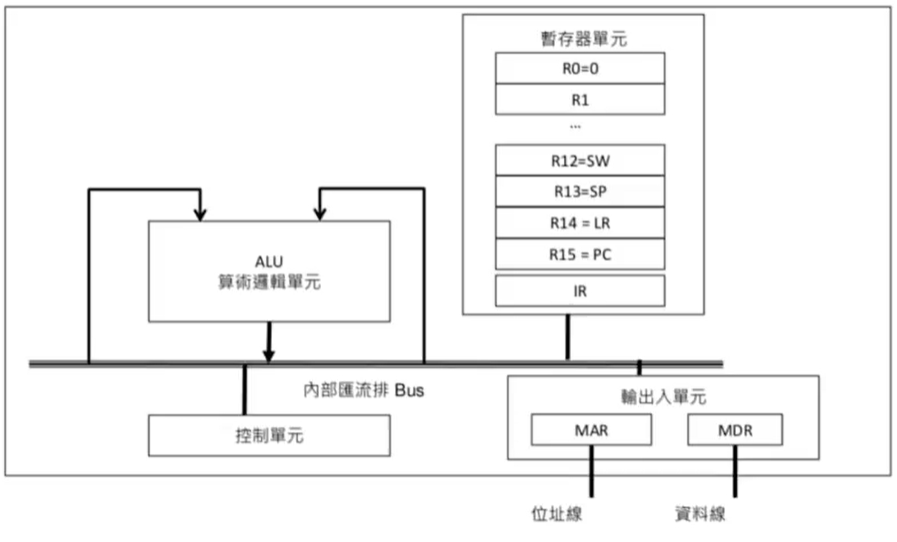 暫存器單元
R0=0
R1
...
R12=SW
R13=SP
R14 = LR
R15 = PC
IR
ALU
算術邏輯單元
內部匯流排 Bus
控制單元
輸出入單元
MAR
MDR
位址線
資料線